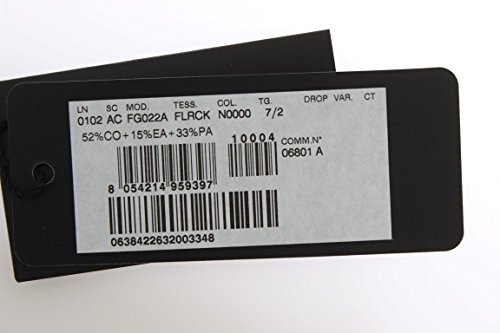 LN SC MOD. TESS. COL. TG. DROP VAR. CT
0102 AC FG022A FLRCK N0000 7/2
52%CO+15%EA+33%PA
10004
COMM.N°
06801 A
8 054214 959397
0638422632003348